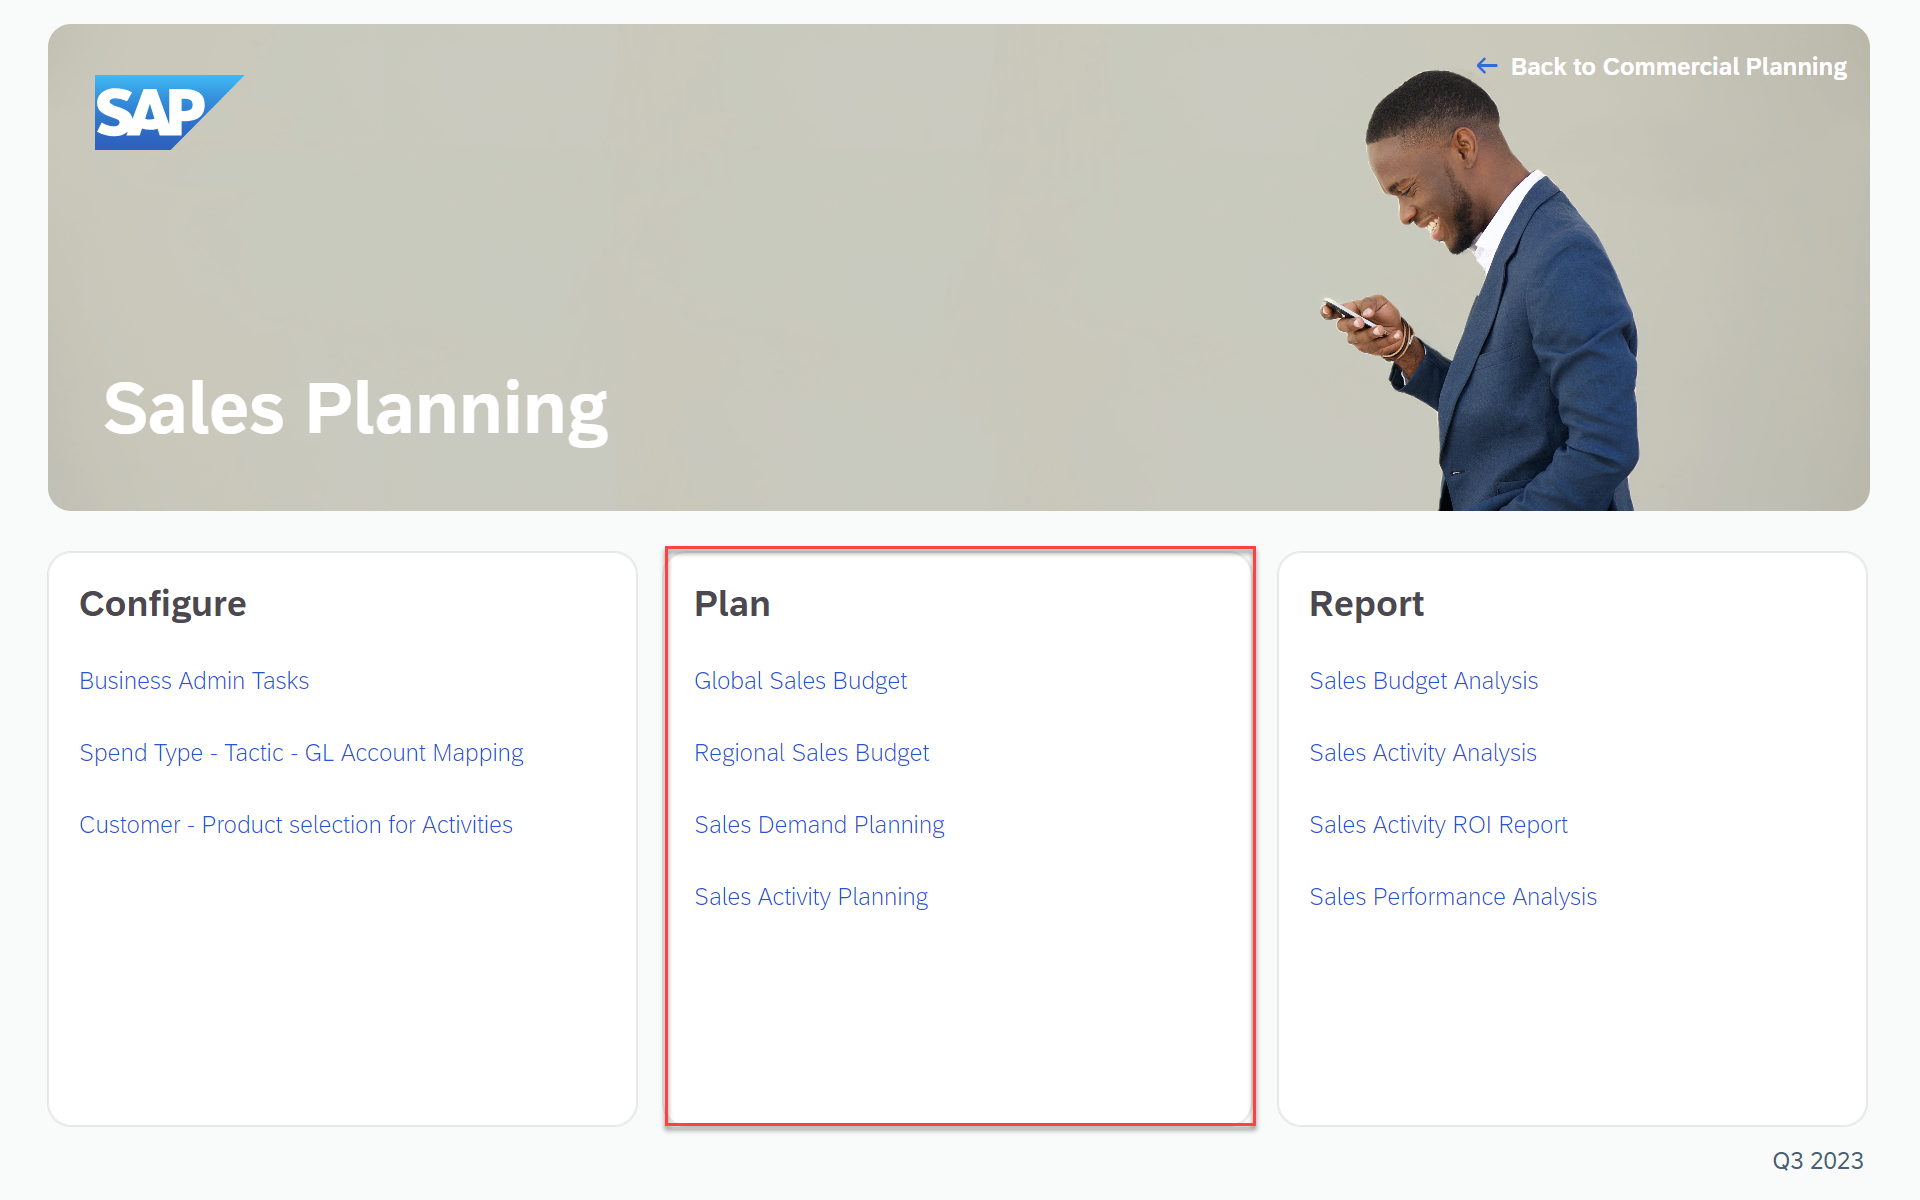 SAP
Back to Commercial Planning
Sales Planning
Configure
Business Admin Tasks
Spend Type - Tactic - GL Account Mapping
Customer - Product selection for Activities
Plan
Global Sales Budget
Regional Sales Budget
Sales Demand Planning
Sales Activity Planning
Report
Sales Budget Analysis
Sales Activity Analysis
Sales Activity ROI Report
Sales Performance Analysis
Q3 2023